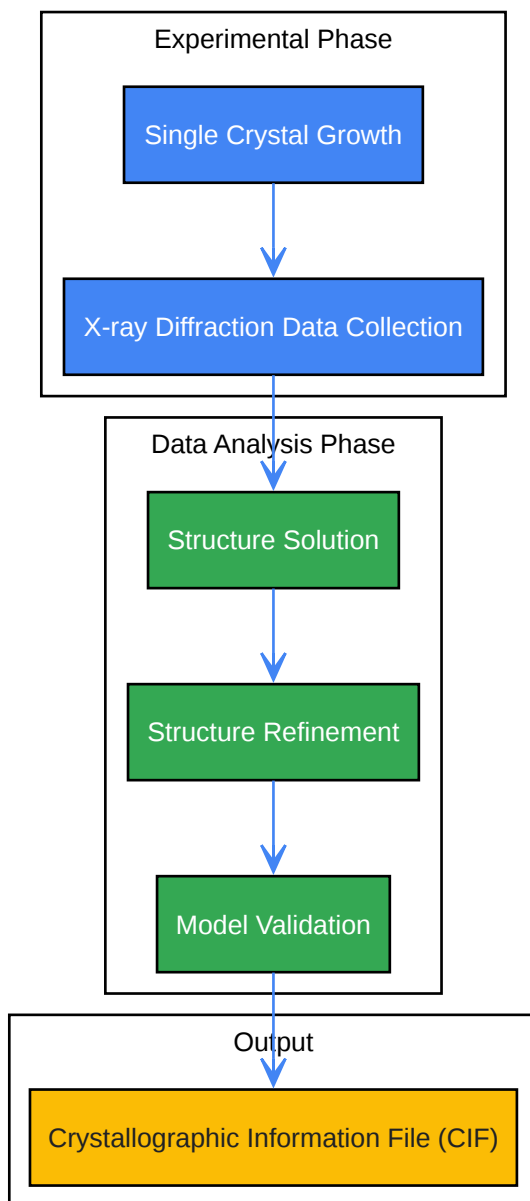 Experimental Phase
Single Crystal Growth
X-ray Diffraction Data Collection
Data Analysis Phase
Structure Solution
Structure Refinement
Model Validation
Output
Crystallographic Information File (CIF)